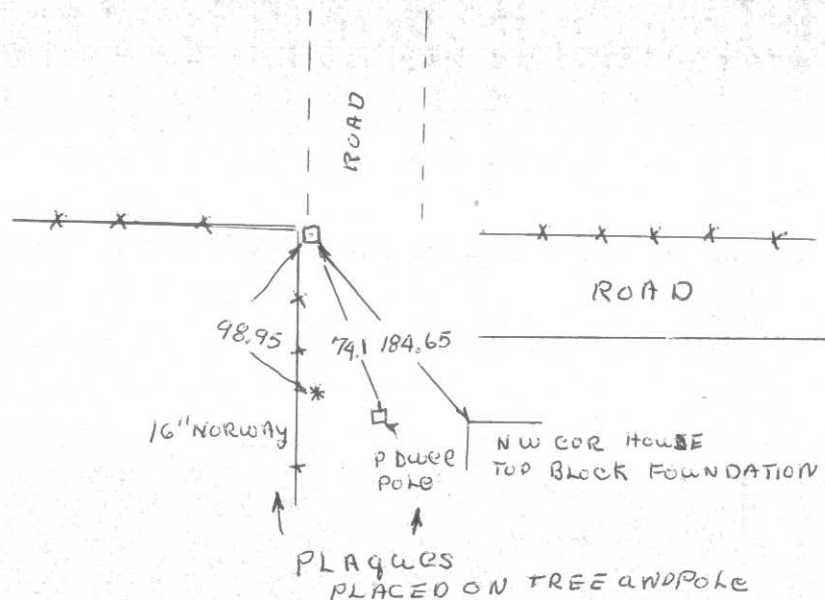 ROAD
ROAD
98.95
74.1
184.65
16" NORWAY
POWER
POLE
NW COR HOUSE
TOP BLOCK FOUNDATION
PLAQUES
PLACED ON TREE AND POLE